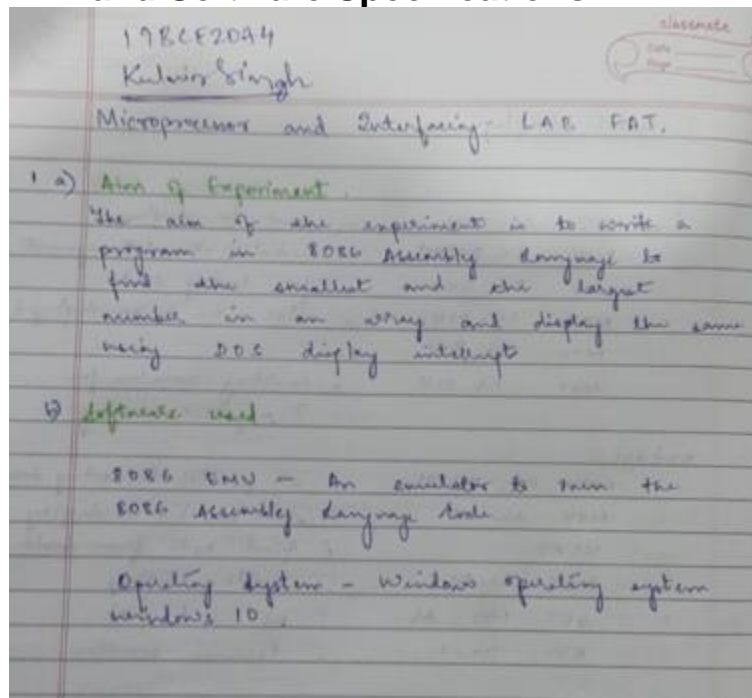 and Software Specifications
classmate
Date
Page
19BCE2074
Kulvir Singh
Microprocessor and Interfacing - LAB FAT.
1 a) Aim of Experiment.
The aim of the experiment is to write a
program in 8086 Assembly Language to
find the smallest and the largest
number in an array and display the same
using DOS display interrupt
b) Software used
8086 EMU - An emulator to run the
8086 Assembly Language Code
Operating System - Windows operating system
windows 10.